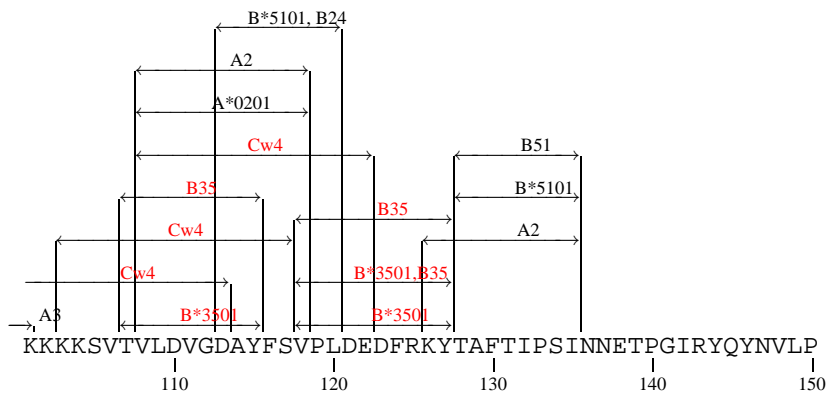 B*5101, B24
A2
A*0201
Cw4 B51
B35 B*5101
B35
Cw4 A2
Cw4 B*3501,B35
A3 B*3501 B*3501
KKKKSVTVLDVGDAYFSVPLDEDFRKYTAFTIPSINNETPGIRYQYNVLP
110 120 130 140 150